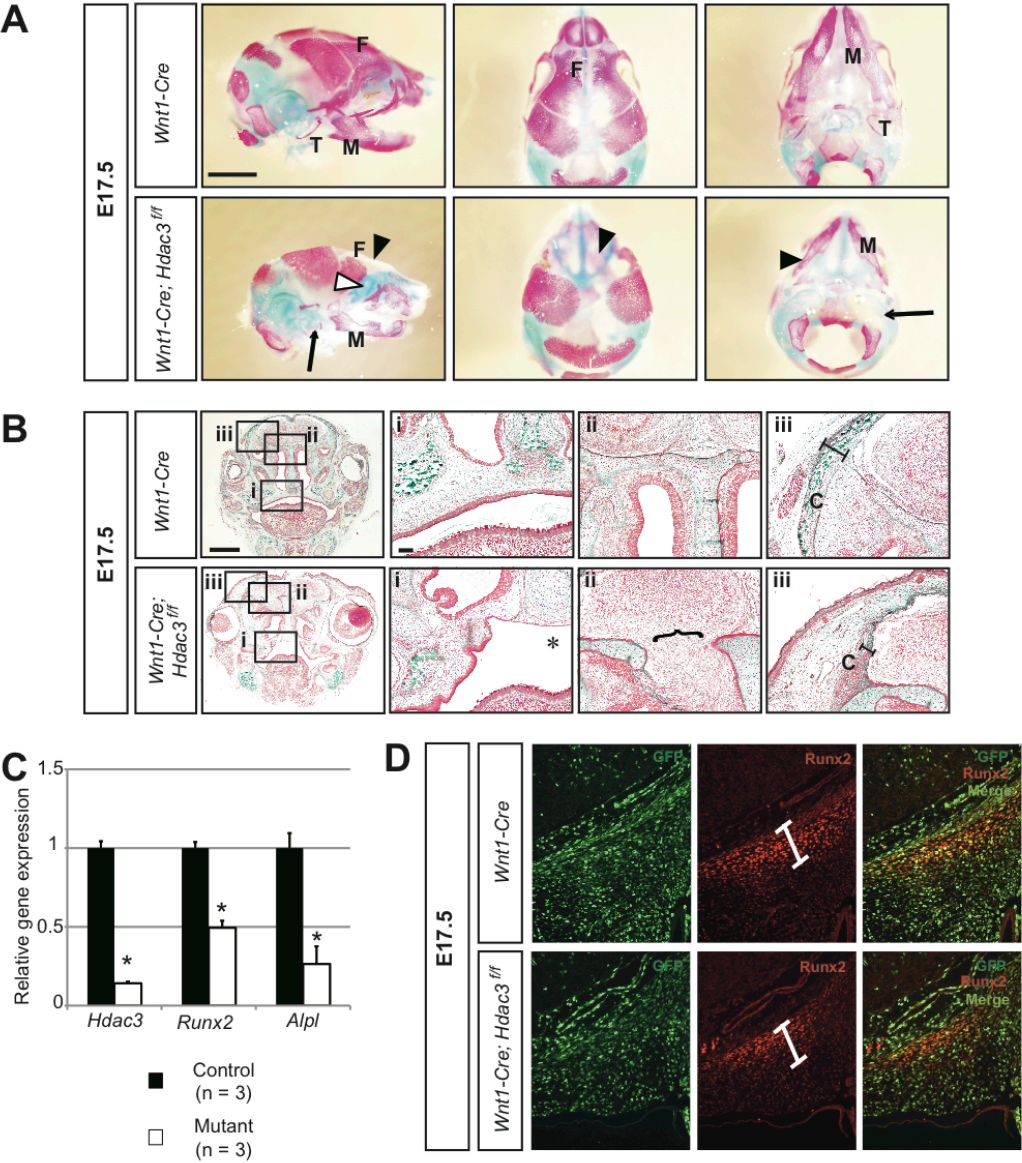 A
E17.5
Wnt1-Cre
F
T
M
F
M
T
Wnt1-Cre; Hdac3 f/f
F
M
M
B
E17.5
Wnt1-Cre
iii
ii
i
i
ii
iii
C
Wnt1-Cre;
Hdac3 f/f
iii
ii
i
i
*
ii
iii
C
C
Relative gene expression
1.5
1
0.5
0
*
*
*
Hdac3
Runx2
Alpl
Control
(n = 3)
Mutant
(n = 3)
D
E17.5
Wnt1-Cre
GFP
Runx2
GFP
Runx2
Merge
Wnt1-Cre; Hdac3 f/f
GFP
Runx2
GFP
Runx2
Merge